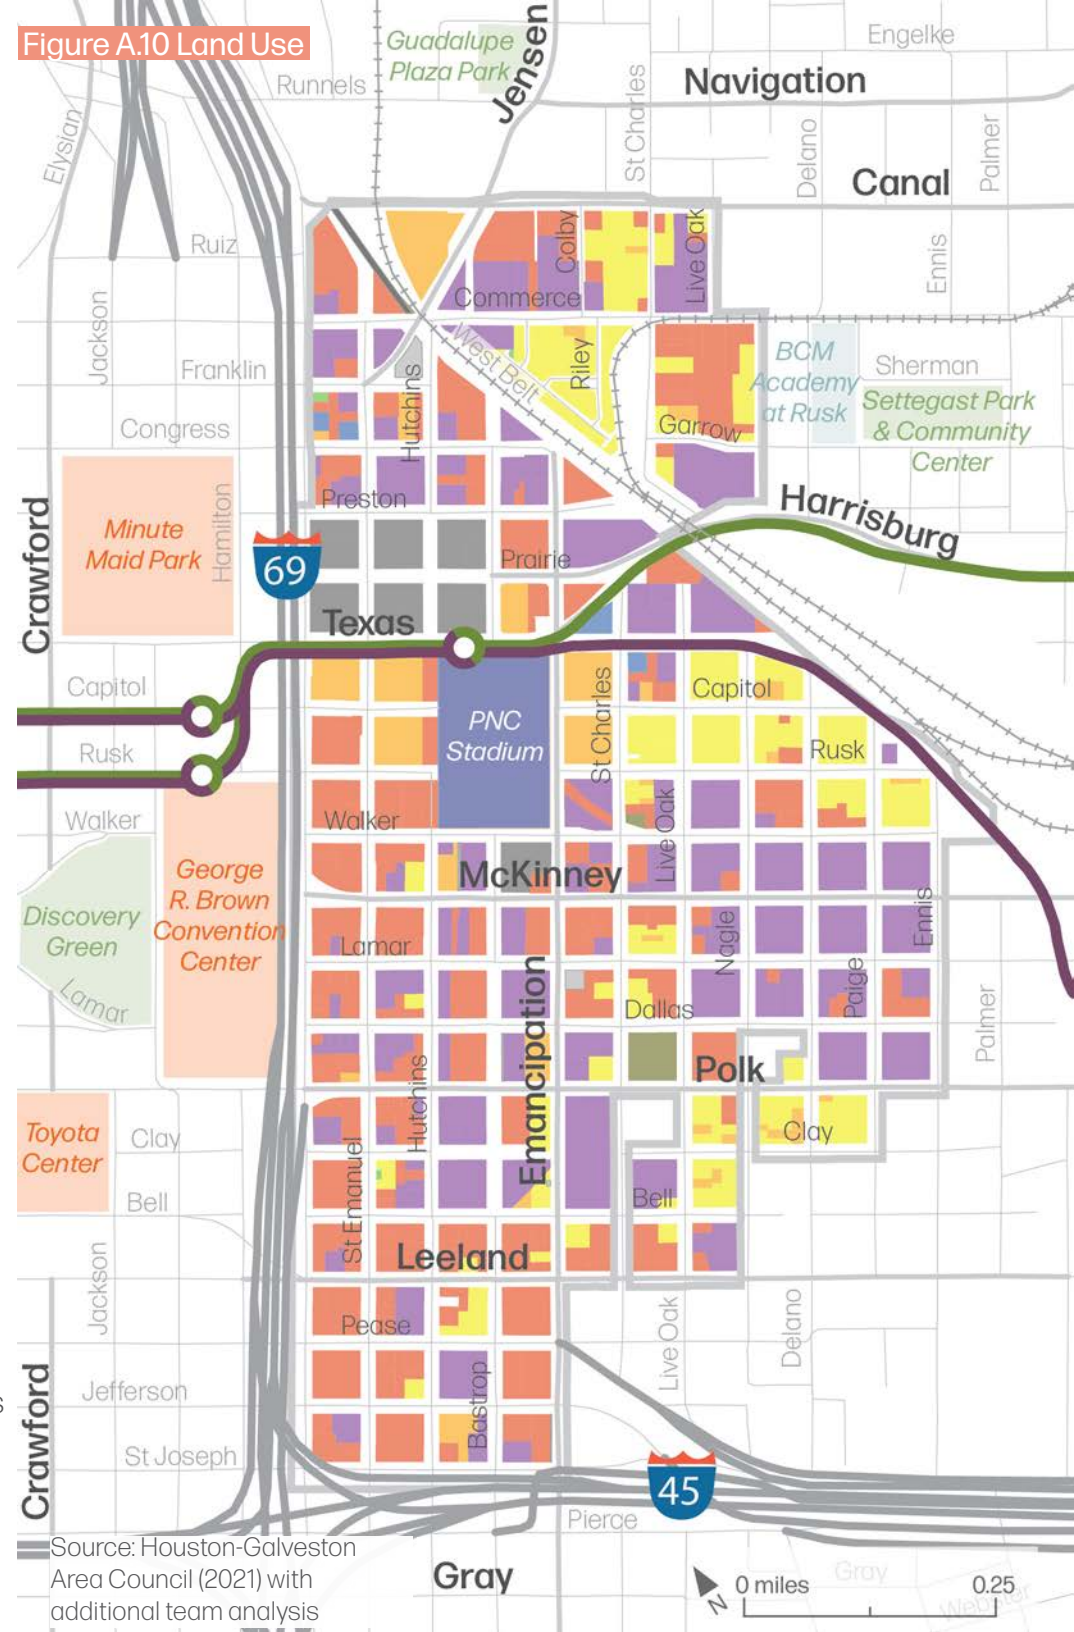 Figure A.10 Land Use
Guadalupe
Plaza Park
Jensen
Engelke
Runnels
Navigation
St Charles
Elysian
Delano
Palmer
Canal
Ruiz
Colby
Live Oak
Ennis
Commerce
Jackson
West Belt
Riley
BCM
Academy
at Rusk
Sherman
Franklin
Hutchins
Settegast Park
& Community
Center
Congress
Garrow
Crawford
Hamilton
Preston
Harrisburg
Minute
Maid Park
69
Prairie
Texas
Capitol
St Charles
Capitol
PNC
Stadium
Rusk
Rusk
Walker
Walker
Live Oak
George
R. Brown
Convention
Center
McKinney
Discovery
Green
Lamar
Nagle
Ennis
Lamar
Emancipation
Dallas
Paige
Palmer
Hutchins
Polk
Toyota
Center
Clay
Clay
St Emanuel
Bell
Bell
Jackson
Leeland
Live Oak
Delano
Pease
Crawford
Jefferson
Bastrop
s
St Joseph
45
Pierce
Source: Houston-Galveston
Area Council (2021) with
additional team analysis
Gray
Gray
N
0 miles
0.25
Webster